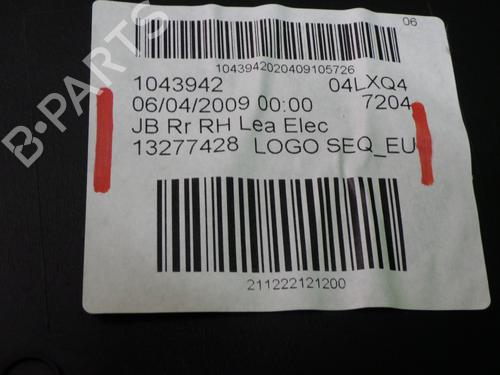 06
1043942020409105726
1043942 04LXQ4
06/04/2009 00:00 7204
JB Rr RH Lea Elec
13277428 LOGO SEQ_EU
211222121200
B-PARTS